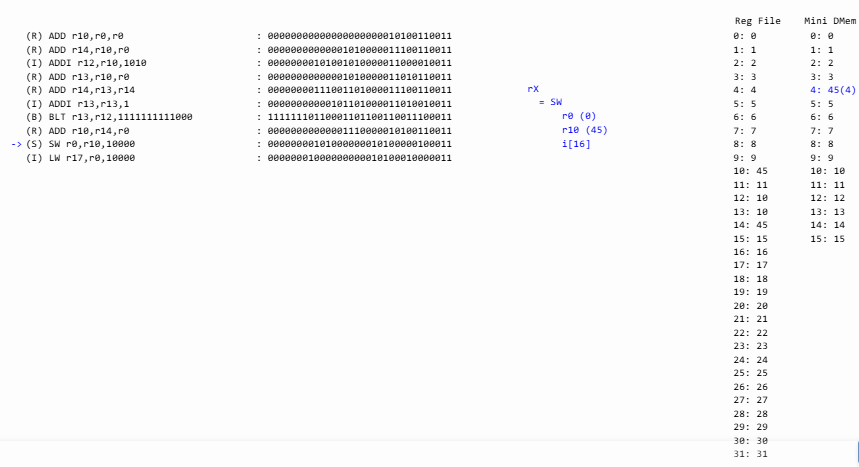 Reg File Mini DMem
(R) ADD r10,r0,r0 : 00000000000000000000010100110011 0: 0 0: 0
(R) ADD r14,r10,r0 : 00000000000001010000011100110011 1: 1 1: 1
(I) ADDI r12,r10,1010 : 00000000101001010000011000010011 2: 2 2: 2
(R) ADD r13,r10,r0 : 00000000000001010000011010110011 3: 3 3: 3
(R) ADD r14,r13,r14 : 00000000111001101000011100110011 rX 4: 4 4: 45(4)
(I) ADDI r13,r13,1 : 00000000000101101000011010010011 = SW 5: 5 5: 5
(B) BLT r13,r12,1111111111000 : 11111110110001101100110011100011 r0 (0) 6: 6 6: 6
(R) ADD r10,r14,r0 : 00000000000001110000010100110011 r10 (45) 7: 7 7: 7
-> (S) SW r0,r10,10000 : 00000000101000000010100000100011 i[16] 8: 8 8: 8
(I) LW r17,r0,10000 : 00000001000000000010100010000011 9: 9 9: 9
10: 45 10: 10
11: 11 11: 11
12: 10 12: 12
13: 10 13: 13
14: 45 14: 14
15: 15 15: 15
16: 16
17: 17
18: 18
19: 19
20: 20
21: 21
22: 22
23: 23
24: 24
25: 25
26: 26
27: 27
28: 28
29: 29
30: 30
31: 31